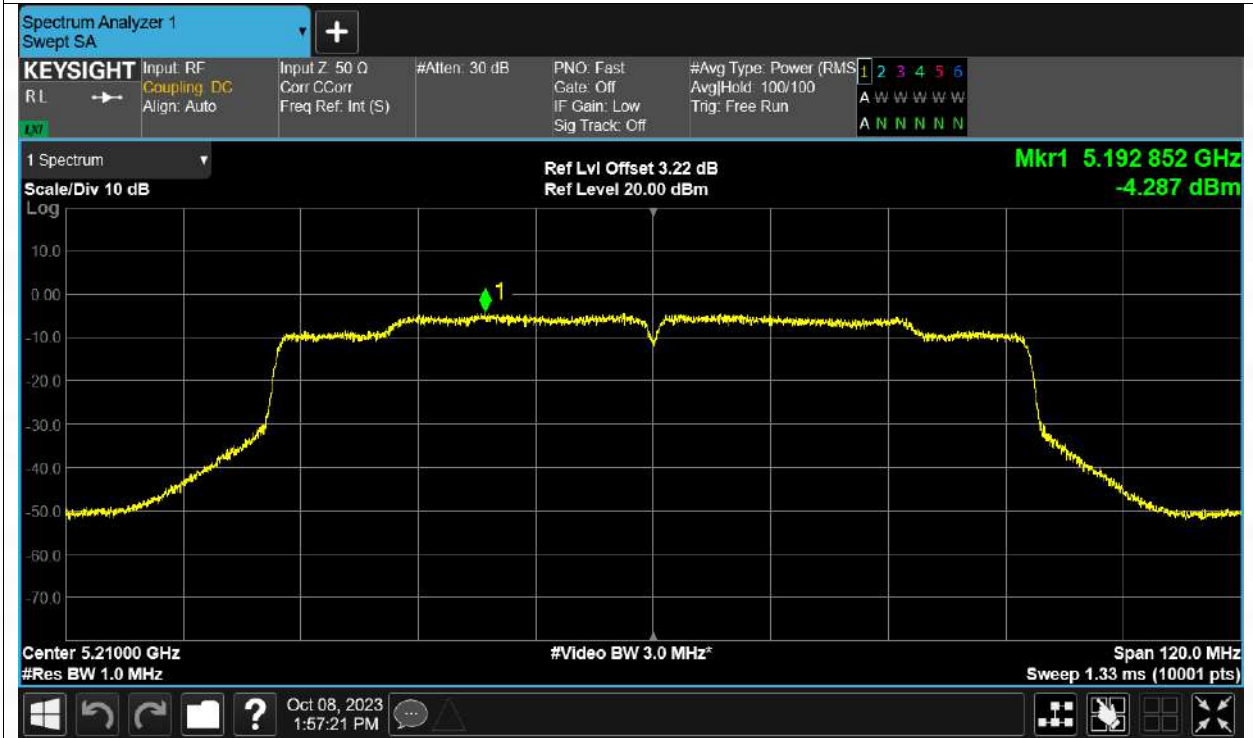 Spectrum Analyzer 1
Swept SA
+
KEYSIGHT Input: RF Input Z: 50 Ω #Atten: 30 dB PNO: Fast #Avg Type: Power (RMS 1 2 3 4 5 6
RL Coupling: DC Corr CCorr Gate: Off Avg|Hold: 100/100 A W W W W W
Align: Auto Freq Ref: Int (S) IF Gain: Low Trig: Free Run
LXI Sig Track: Off A N N N N N
1 Spectrum Ref Lvl Offset 3.22 dB Mkr1 5.192 852 GHz
Scale/Div 10 dB Ref Level 20.00 dBm -4.287 dBm
Log
10.0
0.00
1
-10.0
-20.0
-30.0
-40.0
-50.0
-60.0
-70.0
Center 5.21000 GHz #Video BW 3.0 MHz* Span 120.0 MHz
#Res BW 1.0 MHz Sweep 1.33 ms (10001 pts)
? Oct 08, 2023
1:57:21 PM